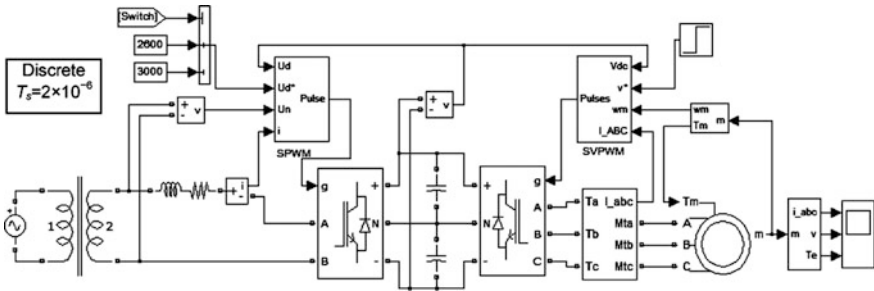 [Switch]
2600
3000
Discrete
Ts=2×10⁻⁶
+
-
v
Ud
Ud*
Un
i
Pulse
SPWM
+
-
v
Vdc
v*
wm
I_ABC
Pulses
SVPWM
wm
Tm
m
+
1
2
+
-
i
g
A
B
+
N
-
+
N
-
g
A
B
C
Ta
Tb
Tc
I_abc
Mta
Mtb
Mtc
Tm
A
B
C
m
m
i_abc
v
Te